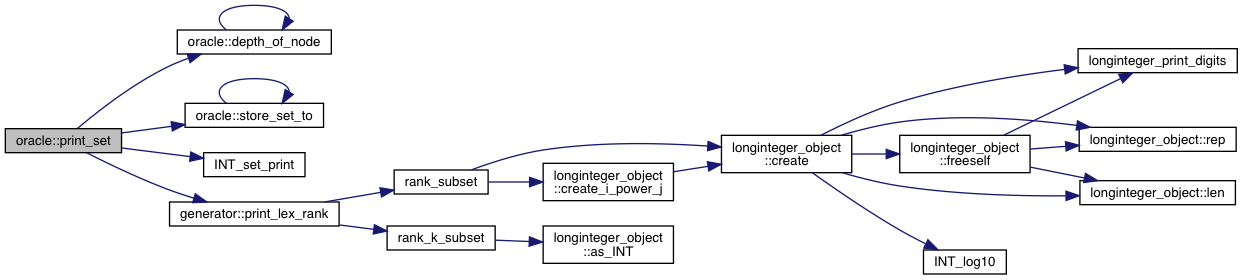 oracle::print_set
oracle::depth_of_node
oracle::store_set_to
INT_set_print
generator::print_lex_rank
rank_subset
rank_k_subset
longinteger_object
::create_i_power_j
longinteger_object
::as_INT
longinteger_object
::create
longinteger_object
::freeself
INT_log10
longinteger_print_digits
longinteger_object::rep
longinteger_object::len